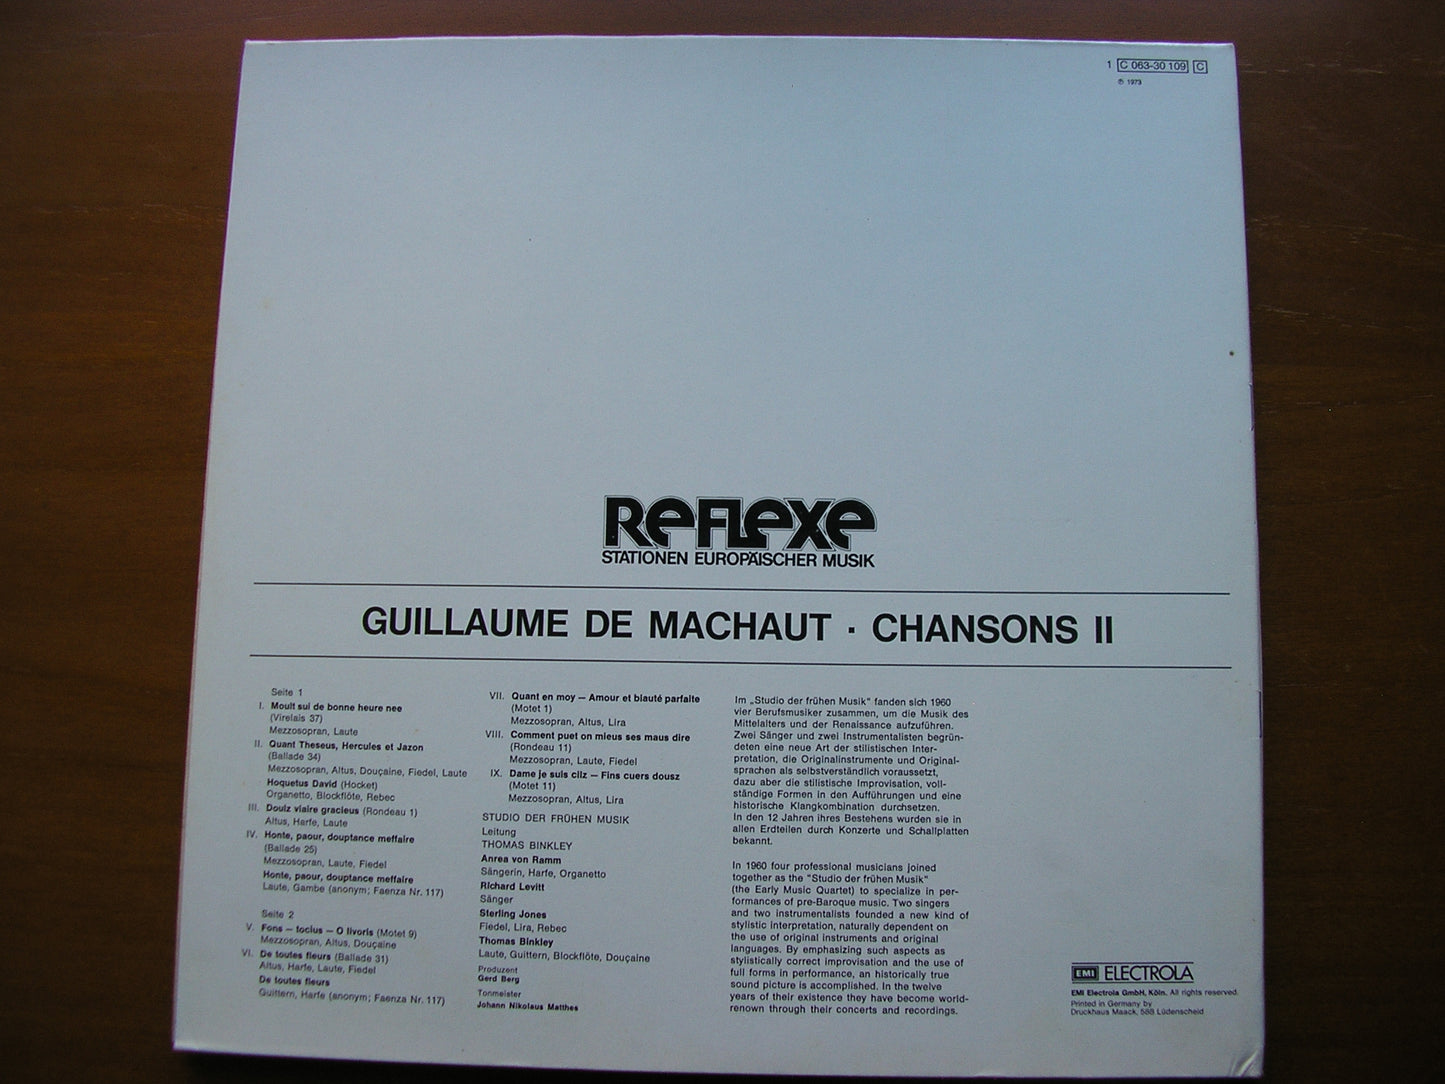 1 C 063-30 109 C
℗ 1973
REFLEXE
STATIONEN EUROPÄISCHER MUSIK
GUILLAUME DE MACHAUT · CHANSONS II
Seite 1
I. Moult sui de bonne heure nee
(Virelais 37)
Mezzosopran, Laute
II. Quant Theseus, Hercules et Jazon
(Ballade 34)
Mezzosopran, Altus, Douçaine, Fiedel, Laute
Hoquetus David (Hocket)
Organetto, Blockflöte, Rebec
III. Doulz viaire gracieus (Rondeau 1)
Altus, Harfe, Laute
IV. Honte, paour, douptance meffaire
(Ballade 25)
Mezzosopran, Laute, Fiedel
Honte, paour, douptance meffaire
Laute, Gambe (anonym; Faenza Nr. 117)
Seite 2
V. Fons – tocius – O livoris (Motet 9)
Mezzosopran, Altus, Douçaine
VI. De toutes fleurs (Ballade 31)
Altus, Harfe, Laute, Fiedel
De toutes fleurs
Guittern, Harfe (anonym; Faenza Nr. 117)
VII. Quant en moy – Amour et biauté parfaite
(Motet 1)
Mezzosopran, Altus, Lira
VIII. Comment puet on mieus ses maus dire
(Rondeau 11)
Mezzosopran, Laute, Fiedel
IX. Dame je suis cilz – Fins cuers dousz
(Motet 11)
Mezzosopran, Altus, Lira
STUDIO DER FRÜHEN MUSIK
Leitung
THOMAS BINKLEY
Anrea von Ramm
Sängerin, Harfe, Organetto
Richard Levitt
Sänger
Sterling Jones
Fiedel, Lira, Rebec
Thomas Binkley
Laute, Guittern, Blockflöte, Douçaine
Produzent
Gerd Berg
Tonmeister
Johann Nikolaus Matthes
Im „Studio der frühen Musik" fanden sich 1960
vier Berufsmusiker zusammen, um die Musik des
Mittelalters und der Renaissance aufzuführen.
Zwei Sänger und zwei Instrumentalisten begrün-
deten eine neue Art der stilistischen Inter-
pretation, die Originalinstrumente und Original-
sprachen als selbstverständlich voraussetzt,
dazu aber die stilistische Improvisation, voll-
ständige Formen in den Aufführungen und eine
historische Klangkombination durchsetzen.
In den 12 Jahren ihres Bestehens wurden sie in
allen Erdteilen durch Konzerte und Schallplatten
bekannt.
In 1960 four professional musicians joined
together as the "Studio der frühen Musik"
(the Early Music Quartet) to specialize in per-
formances of pre-Baroque music. Two singers
and two instrumentalists founded a new kind of
stylistic interpretation, naturally dependent on
the use of original instruments and original
languages. By emphasizing such aspects as
stylistically correct improvisation and the use of
full forms in performance, an historically true
sound picture is accomplished. In the twelve
years of their existence they have become world-
renown through their concerts and recordings.
EMI ELECTROLA
EMI Electrola GmbH, Köln. All rights reserved.
Printed in Germany by
Druckhaus Maack, 588 Lüdenscheid